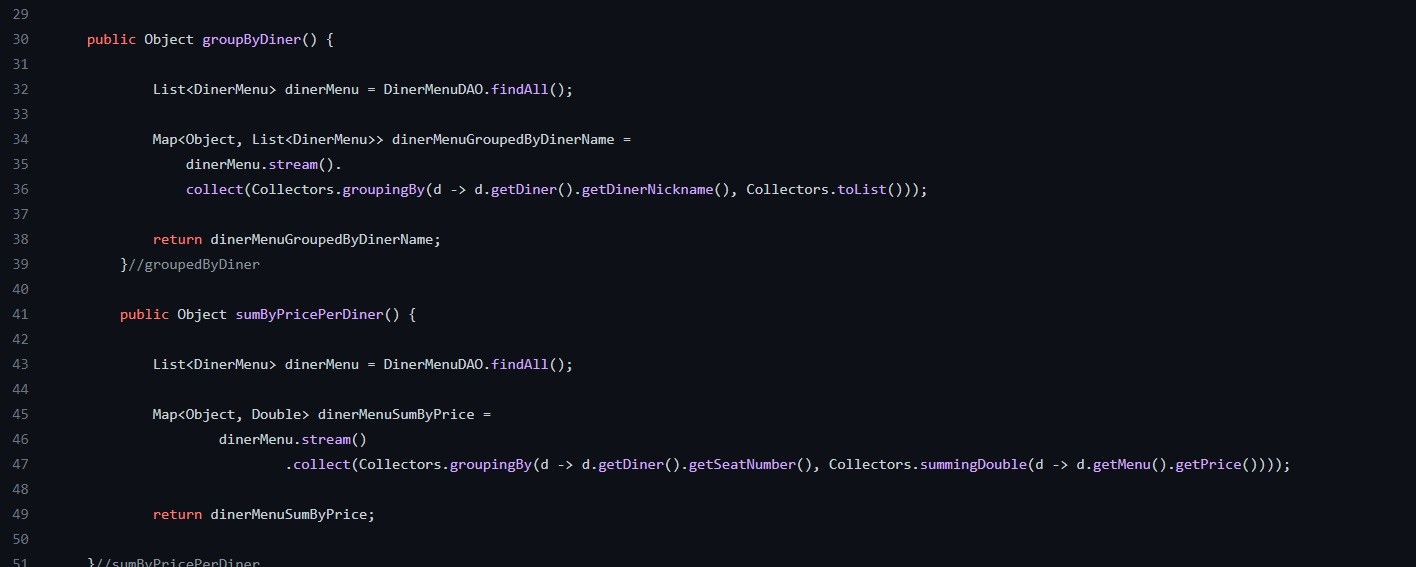 29
30 public Object groupByDiner() {
31
32 List<DinerMenu> dinerMenu = DinerMenuDAO.findAll();
33
34 Map<Object, List<DinerMenu>> dinerMenuGroupedByDinerName =
35 dinerMenu.stream().
36 collect(Collectors.groupingBy(d -> d.getDiner().getDinerNickname(), Collectors.toList()));
37
38 return dinerMenuGroupedByDinerName;
39 }//groupedByDiner
40
41 public Object sumByPricePerDiner() {
42
43 List<DinerMenu> dinerMenu = DinerMenuDAO.findAll();
44
45 Map<Object, Double> dinerMenuSumByPrice =
46 dinerMenu.stream()
47 .collect(Collectors.groupingBy(d -> d.getDiner().getSeatNumber(), Collectors.summingDouble(d -> d.getMenu().getPrice())));
48
49 return dinerMenuSumByPrice;
50
51 }//sumByPricePerDiner